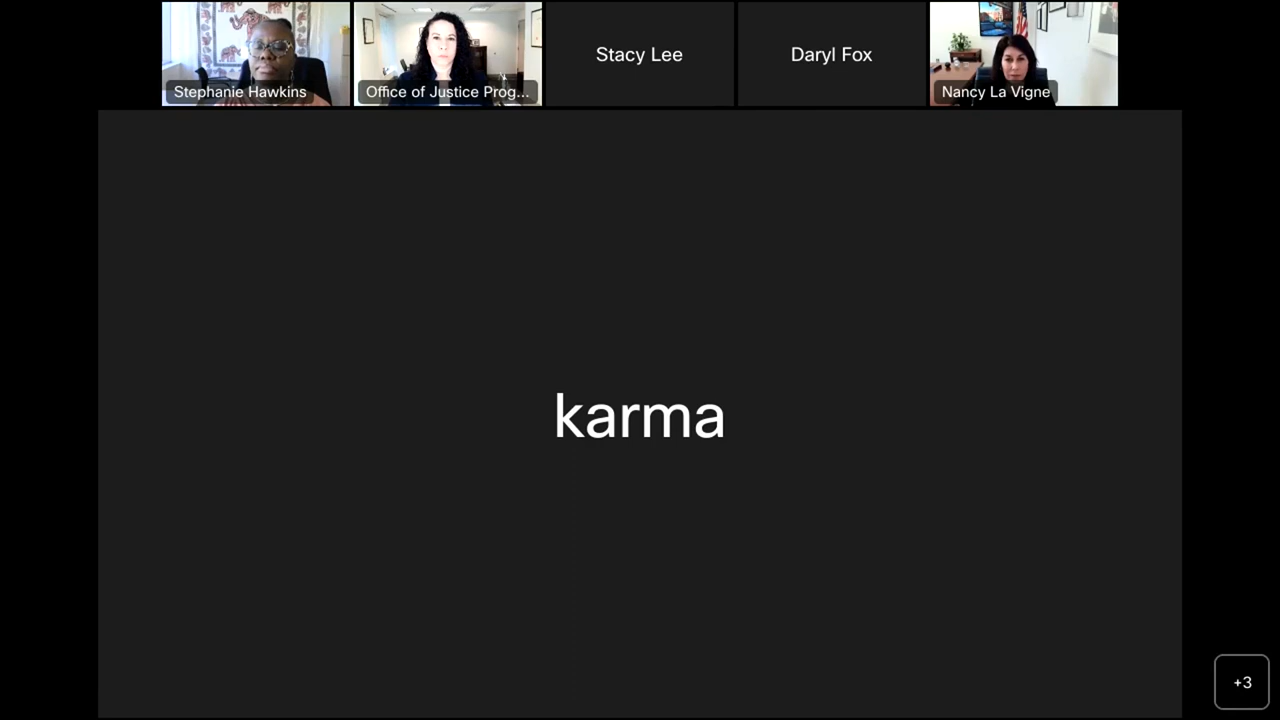 Stephanie Hawkins
Office of Justice Prog...
Stacy Lee
Daryl Fox
Nancy La Vigne
karma
+3